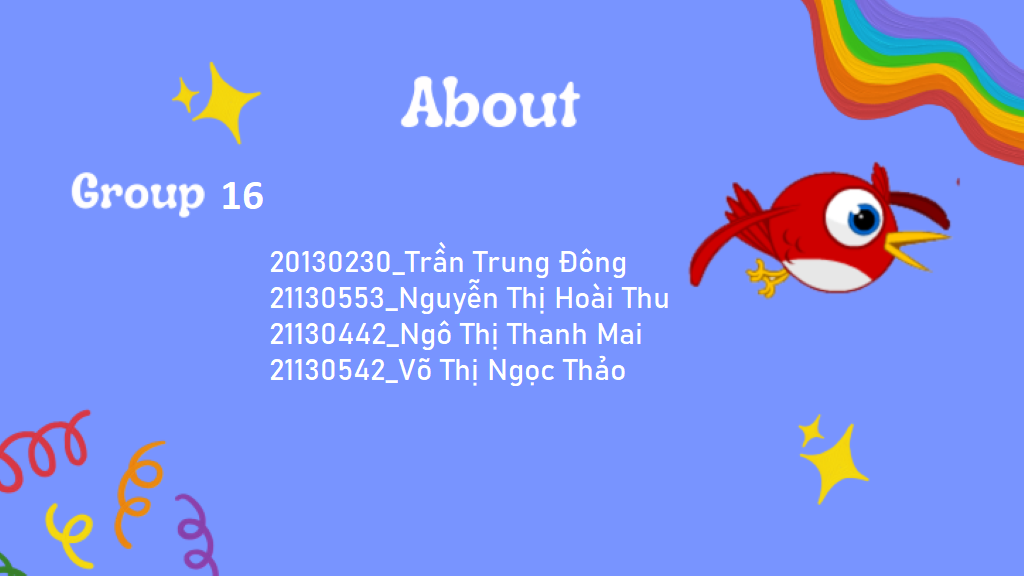 About
Group 16
20130230_Trần Trung Đông
21130553_Nguyễn Thị Hoài Thu
21130442_Ngô Thị Thanh Mai
21130542_Võ Thị Ngọc Thảo